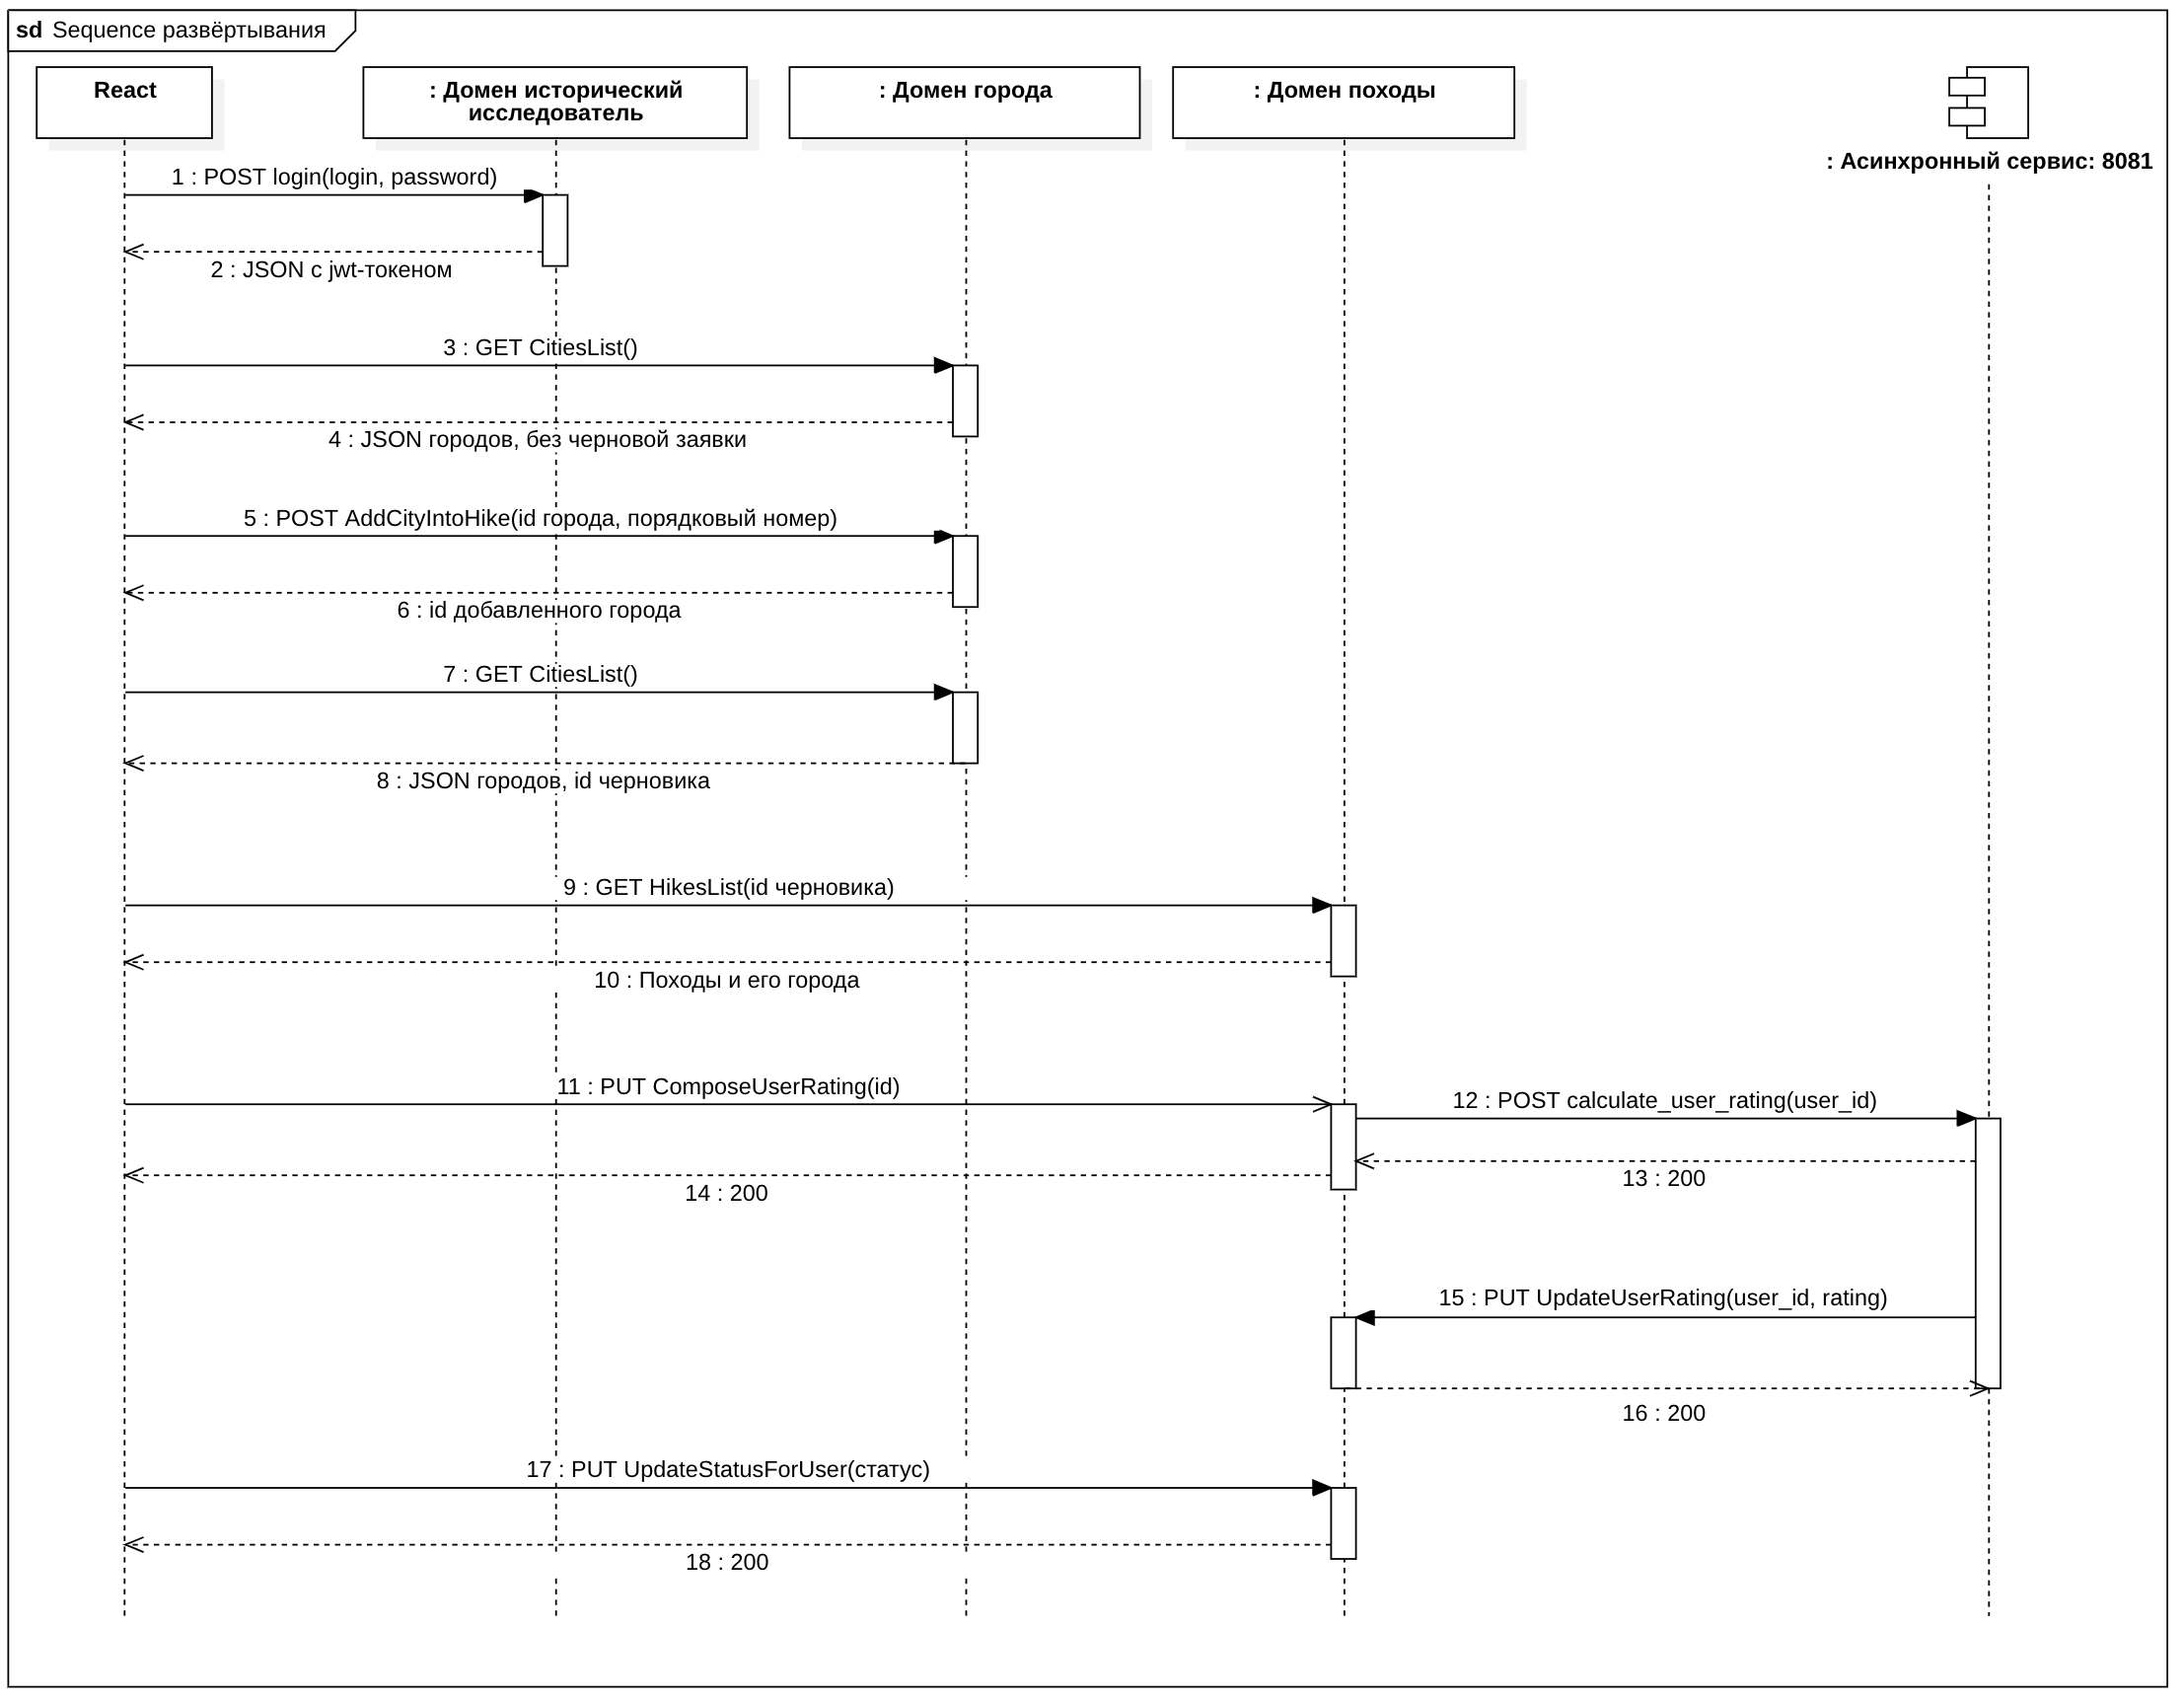 sd Sequence развёртывания
React
: Домен исторический
исследователь
: Домен города
: Домен походы
: Асинхронный сервис: 8081
1 : POST login(login, password)
2 : JSON с jwt-токеном
3 : GET CitiesList()
4 : JSON городов, без черновой заявки
5 : POST AddCityIntoHike(id города, порядковый номер)
6 : id добавленного города
7 : GET CitiesList()
8 : JSON городов, id черновика
9 : GET HikesList(id черновика)
10 : Походы и его города
11 : PUT ComposeUserRating(id)
12 : POST calculate_user_rating(user_id)
13 : 200
14 : 200
15 : PUT UpdateUserRating(user_id, rating)
16 : 200
17 : PUT UpdateStatusForUser(статус)
18 : 200